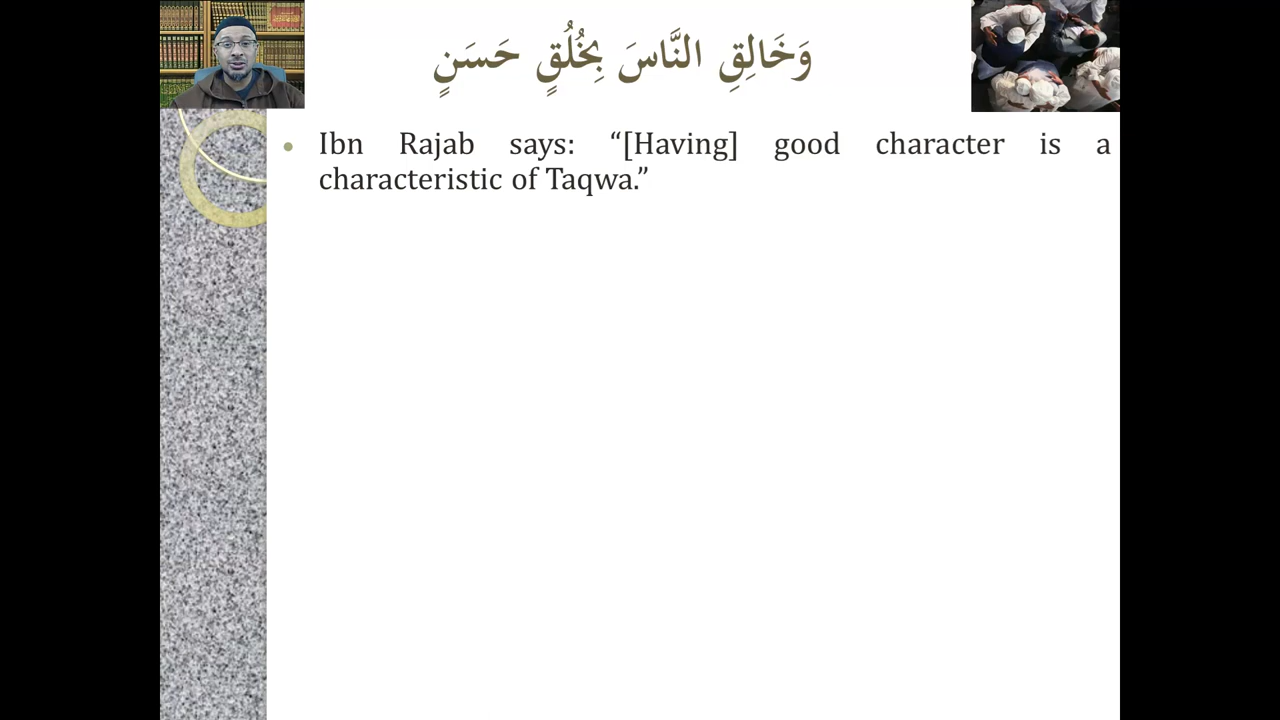 وَخَالِقِ النَّاسَ بِخُلُقٍ حَسَنٍ
• Ibn Rajab says: “[Having] good character is a
characteristic of Taqwa.”